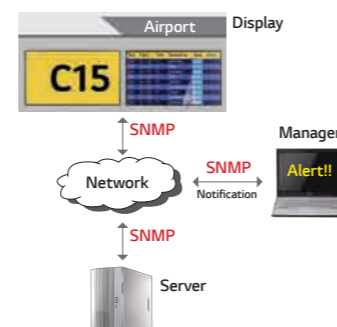 Airport
Display
C15
SNMP
Manager
Network
SNMP
Alert!!
Notification
SNMP
Server